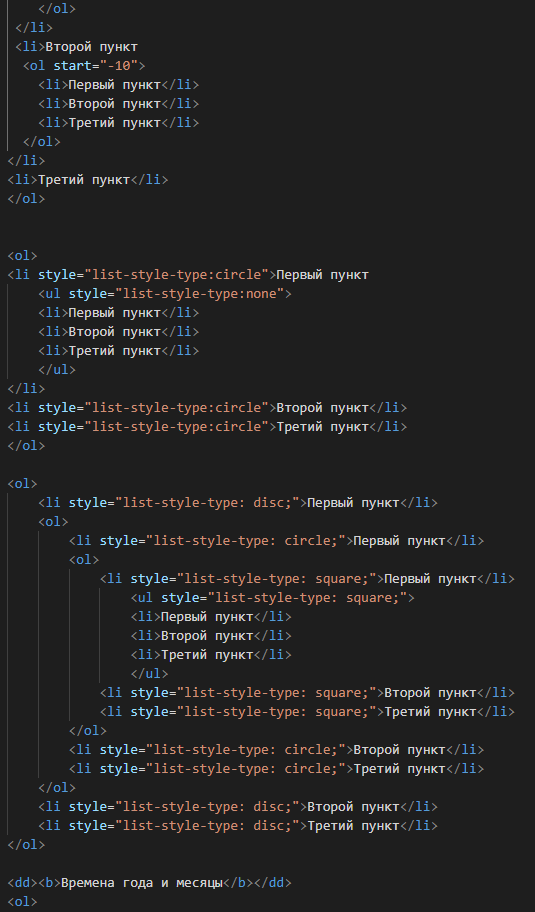 </ol>
</li>
<li>Второй пункт
<ol start="-10">
<li>Первый пункт</li>
<li>Второй пункт</li>
<li>Третий пункт</li>
</ol>
</li>
<li>Третий пункт</li>
</ol>
<ol>
<li style="list-style-type:circle">Первый пункт
<ul style="list-style-type:none">
<li>Первый пункт</li>
<li>Второй пункт</li>
<li>Третий пункт</li>
</ul>
</li>
<li style="list-style-type:circle">Второй пункт</li>
<li style="list-style-type:circle">Третий пункт</li>
</ol>
<ol>
<li style="list-style-type: disc;">Первый пункт</li>
<ol>
<li style="list-style-type: circle;">Первый пункт</li>
<ol>
<li style="list-style-type: square;">Первый пункт</li>
<ul style="list-style-type: square;">
<li>Первый пункт</li>
<li>Второй пункт</li>
<li>Третий пункт</li>
</ul>
<li style="list-style-type: square;">Второй пункт</li>
<li style="list-style-type: square;">Третий пункт</li>
</ol>
<li style="list-style-type: circle;">Второй пункт</li>
<li style="list-style-type: circle;">Третий пункт</li>
</ol>
<li style="list-style-type: disc;">Второй пункт</li>
<li style="list-style-type: disc;">Третий пункт</li>
</ol>
<dd><b>Времена года и месяцы</b></dd>
<ol>